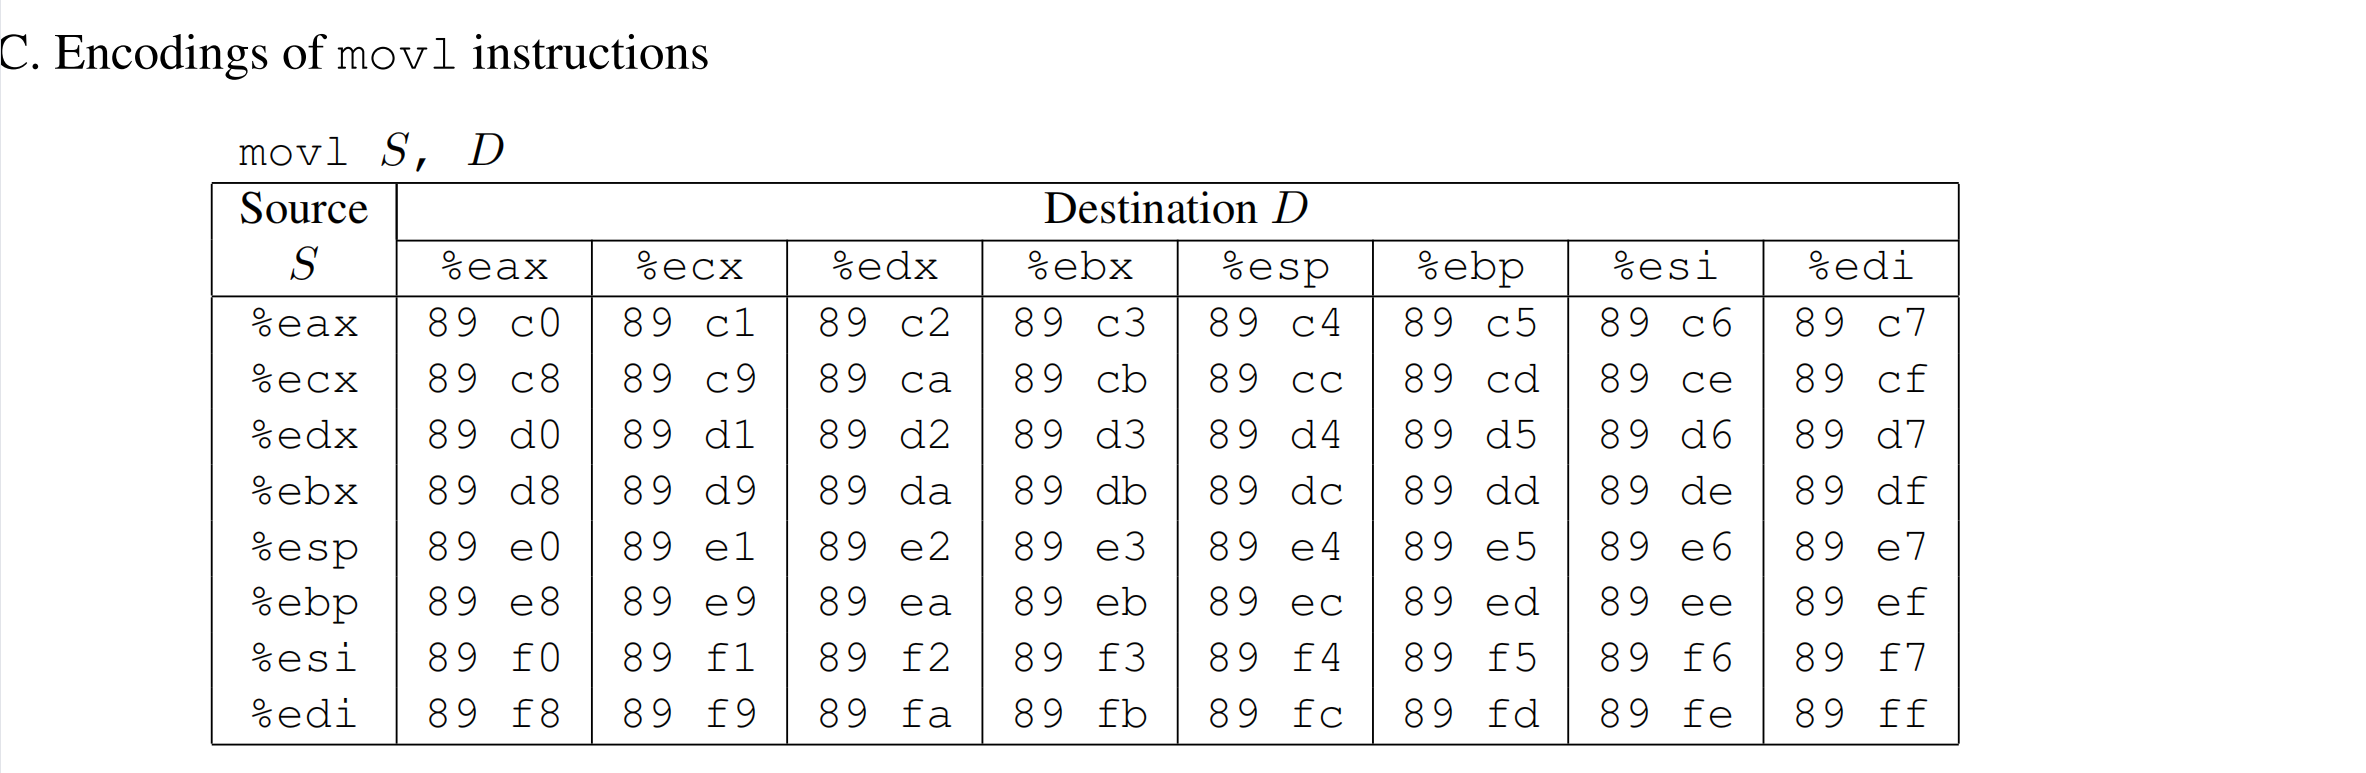 C. Encodings of movl instructions
movl S, D
Source Destination D
S %eax %ecx %edx %ebx %esp %ebp %esi %edi
%eax 89 c0 89 c1 89 c2 89 c3 89 c4 89 c5 89 c6 89 c7
%ecx 89 c8 89 c9 89 ca 89 cb 89 cc 89 cd 89 ce 89 cf
%edx 89 d0 89 d1 89 d2 89 d3 89 d4 89 d5 89 d6 89 d7
%ebx 89 d8 89 d9 89 da 89 db 89 dc 89 dd 89 de 89 df
%esp 89 e0 89 e1 89 e2 89 e3 89 e4 89 e5 89 e6 89 e7
%ebp 89 e8 89 e9 89 ea 89 eb 89 ec 89 ed 89 ee 89 ef
%esi 89 f0 89 f1 89 f2 89 f3 89 f4 89 f5 89 f6 89 f7
%edi 89 f8 89 f9 89 fa 89 fb 89 fc 89 fd 89 fe 89 ff